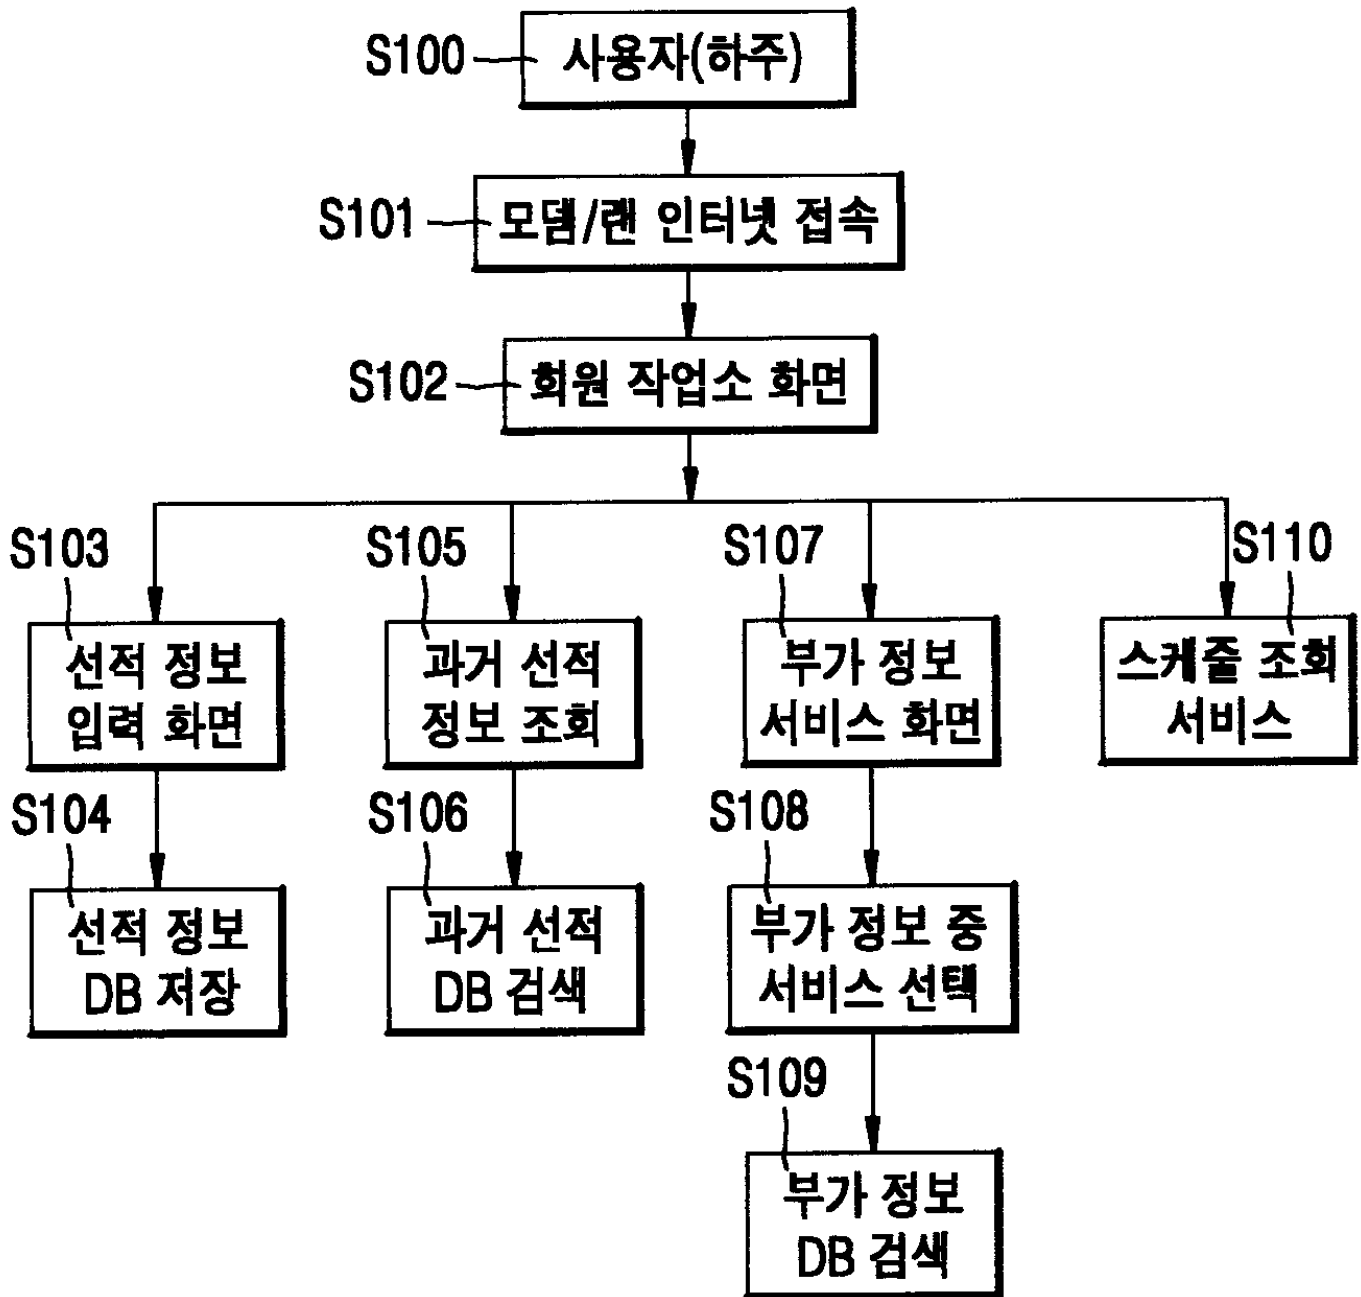 S100
사용자(하주)
S101
모뎀/랜 인터넷 접속
S102
회원 작업소 화면
S103
선적 정보
입력 화면
S105
과거 선적
정보 조회
S107
부가 정보
서비스 화면
S110
스케줄 조회
서비스
S104
선적 정보
DB 저장
S106
과거 선적
DB 검색
S108
부가 정보 중
서비스 선택
S109
부가 정보
DB 검색